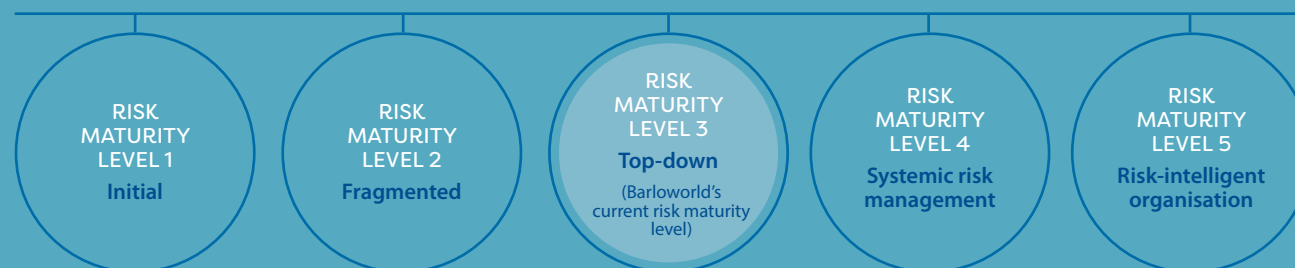 RISK
MATURITY
LEVEL 1
Initial
RISK
MATURITY
LEVEL 2
Fragmented
RISK
MATURITY
LEVEL 3
Top-down
(Barloworld's
current risk maturity
level)
RISK
MATURITY
LEVEL 4
Systemic risk
management
RISK
MATURITY
LEVEL 5
Risk-intelligent
organisation